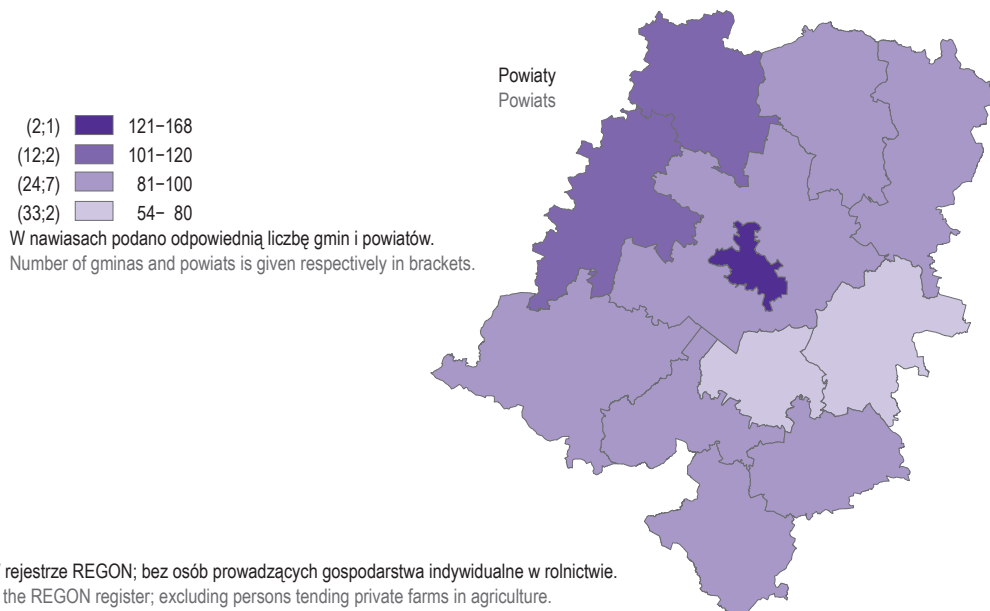 Powiaty
Powiats
(2;1) 121–168
(12;2) 101–120
(24;7) 81–100
(33;2) 54– 80
W nawiasach podano odpowiednią liczbę gmin i powiatów.
Number of gminas and powiats is given respectively in brackets.
rejestrze REGON; bez osób prowadzących gospodarstwa indywidualne w rolnictwie.
the REGON register; excluding persons tending private farms in agriculture.